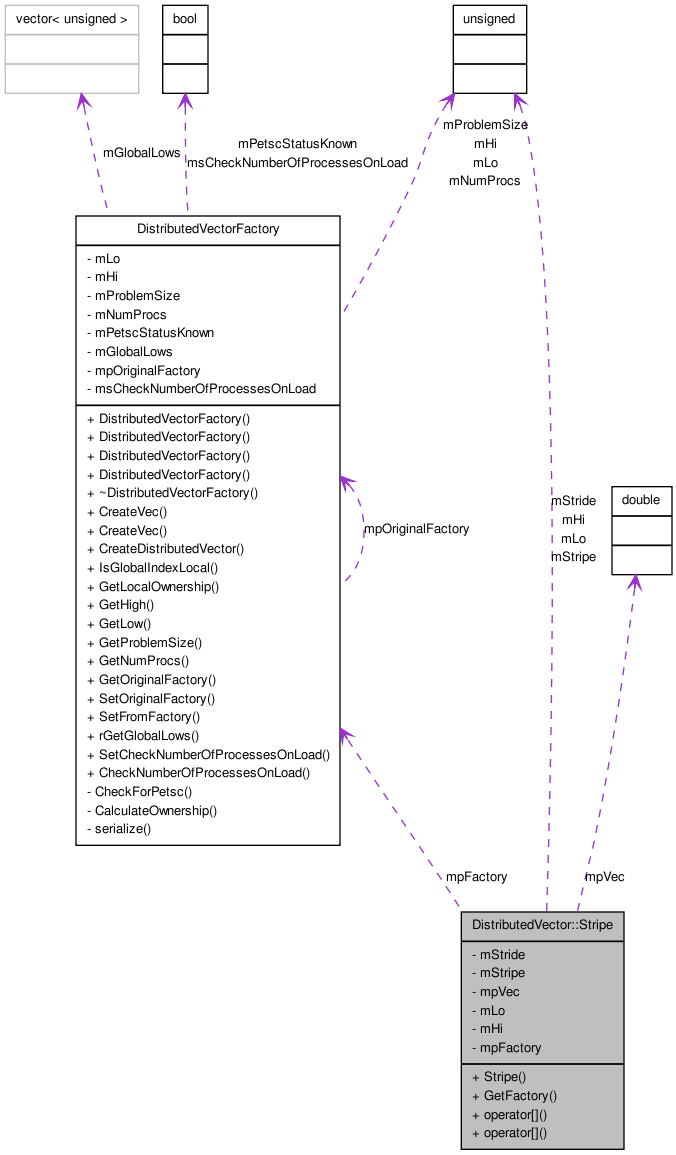 vector< unsigned >
bool
unsigned
mGlobalLows
mPetscStatusKnown
msCheckNumberOfProcessesOnLoad
mProblemSize
mHi
mLo
mNumProcs
DistributedVectorFactory
- mLo
- mHi
- mProblemSize
- mNumProcs
- mPetscStatusKnown
- mGlobalLows
- mpOriginalFactory
- msCheckNumberOfProcessesOnLoad
+ DistributedVectorFactory()
+ DistributedVectorFactory()
+ DistributedVectorFactory()
+ DistributedVectorFactory()
+ ~DistributedVectorFactory()
+ CreateVec()
+ CreateVec()
+ CreateDistributedVector()
+ IsGlobalIndexLocal()
+ GetLocalOwnership()
+ GetHigh()
+ GetLow()
+ GetProblemSize()
+ GetNumProcs()
+ GetOriginalFactory()
+ SetOriginalFactory()
+ SetFromFactory()
+ rGetGlobalLows()
+ SetCheckNumberOfProcessesOnLoad()
+ CheckNumberOfProcessesOnLoad()
- CheckForPetsc()
- CalculateOwnership()
- serialize()
mpOriginalFactory
mStride
mHi
mLo
mStripe
double
mpFactory
mpVec
DistributedVector::Stripe
- mStride
- mStripe
- mpVec
- mLo
- mHi
- mpFactory
+ Stripe()
+ GetFactory()
+ operator[]()
+ operator[]()